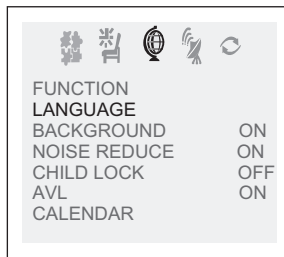 FUNCTION
LANGUAGE
BACKGROUND ON
NOISE REDUCE ON
CHILD LOCK OFF
AVL ON
CALENDAR